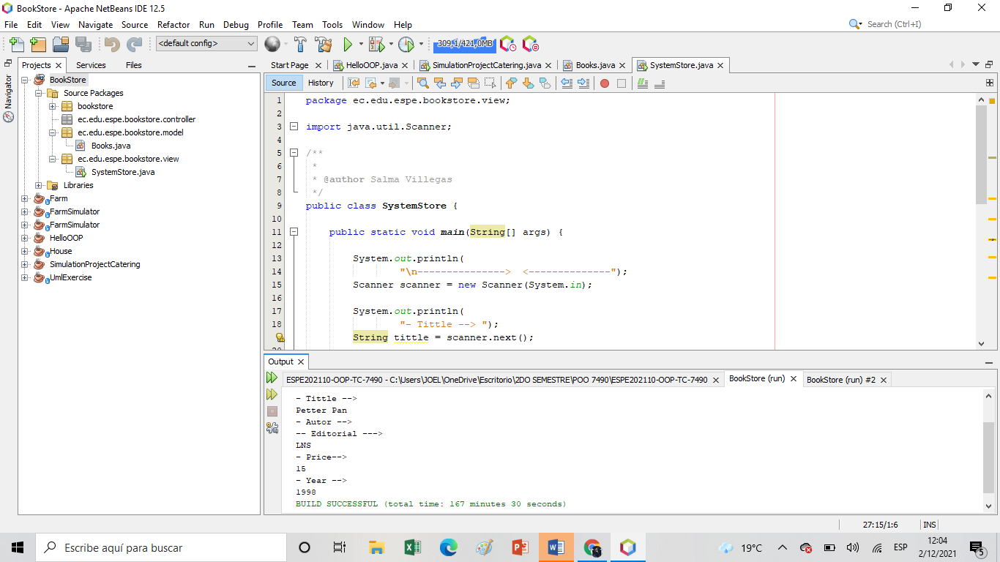 BookStore - Apache NetBeans IDE 12.5
File Edit View Navigate Source Refactor Run Debug Profile Team Tools Window Help
Search (Ctrl+I)
<default config>
309,1/421,0MB
Projects Services Files
Navigator
BookStore
Source Packages
bookstore
ec.edu.espe.bookstore.controller
ec.edu.espe.bookstore.model
Books.java
ec.edu.espe.bookstore.view
SystemStore.java
Libraries
Farm
FarmSimulator
FarmSimulator
HelloOOP
House
SimulationProjectCatering
UmlExercise
Start Page HelloOOP.java SimulationProjectCatering.java Books.java SystemStore.java
Source History
1 package ec.edu.espe.bookstore.view;
2
3 import java.util.Scanner;
4
5 /**
6 *
7 * @author Salma Villegas
8 */
9 public class SystemStore {
10
11 public static void main(String[] args) {
12
13 System.out.println(
14 "\n---------------> <--------------");
15 Scanner scanner = new Scanner(System.in);
16
17 System.out.println(
18 "- Tittle --> ");
String tittle = scanner.next();
Output
ESPE202110-OOP-TC-7490 - C:\Users\JOEL\OneDrive\Escritorio\2DO SEMESTRE\POO 7490\ESPE202110-OOP-TC-7490 BookStore (run) BookStore (run) #2
- Tittle -->
Petter Pan
- Autor -->
-- Editorial --->
LNS
- Price-->
15
- Year -->
1998
BUILD SUCCESSFUL (total time: 167 minutes 30 seconds)
27:15/1:6 INS
Escribe aquí para buscar
19°C
ESP
12:04
2/12/2021
5